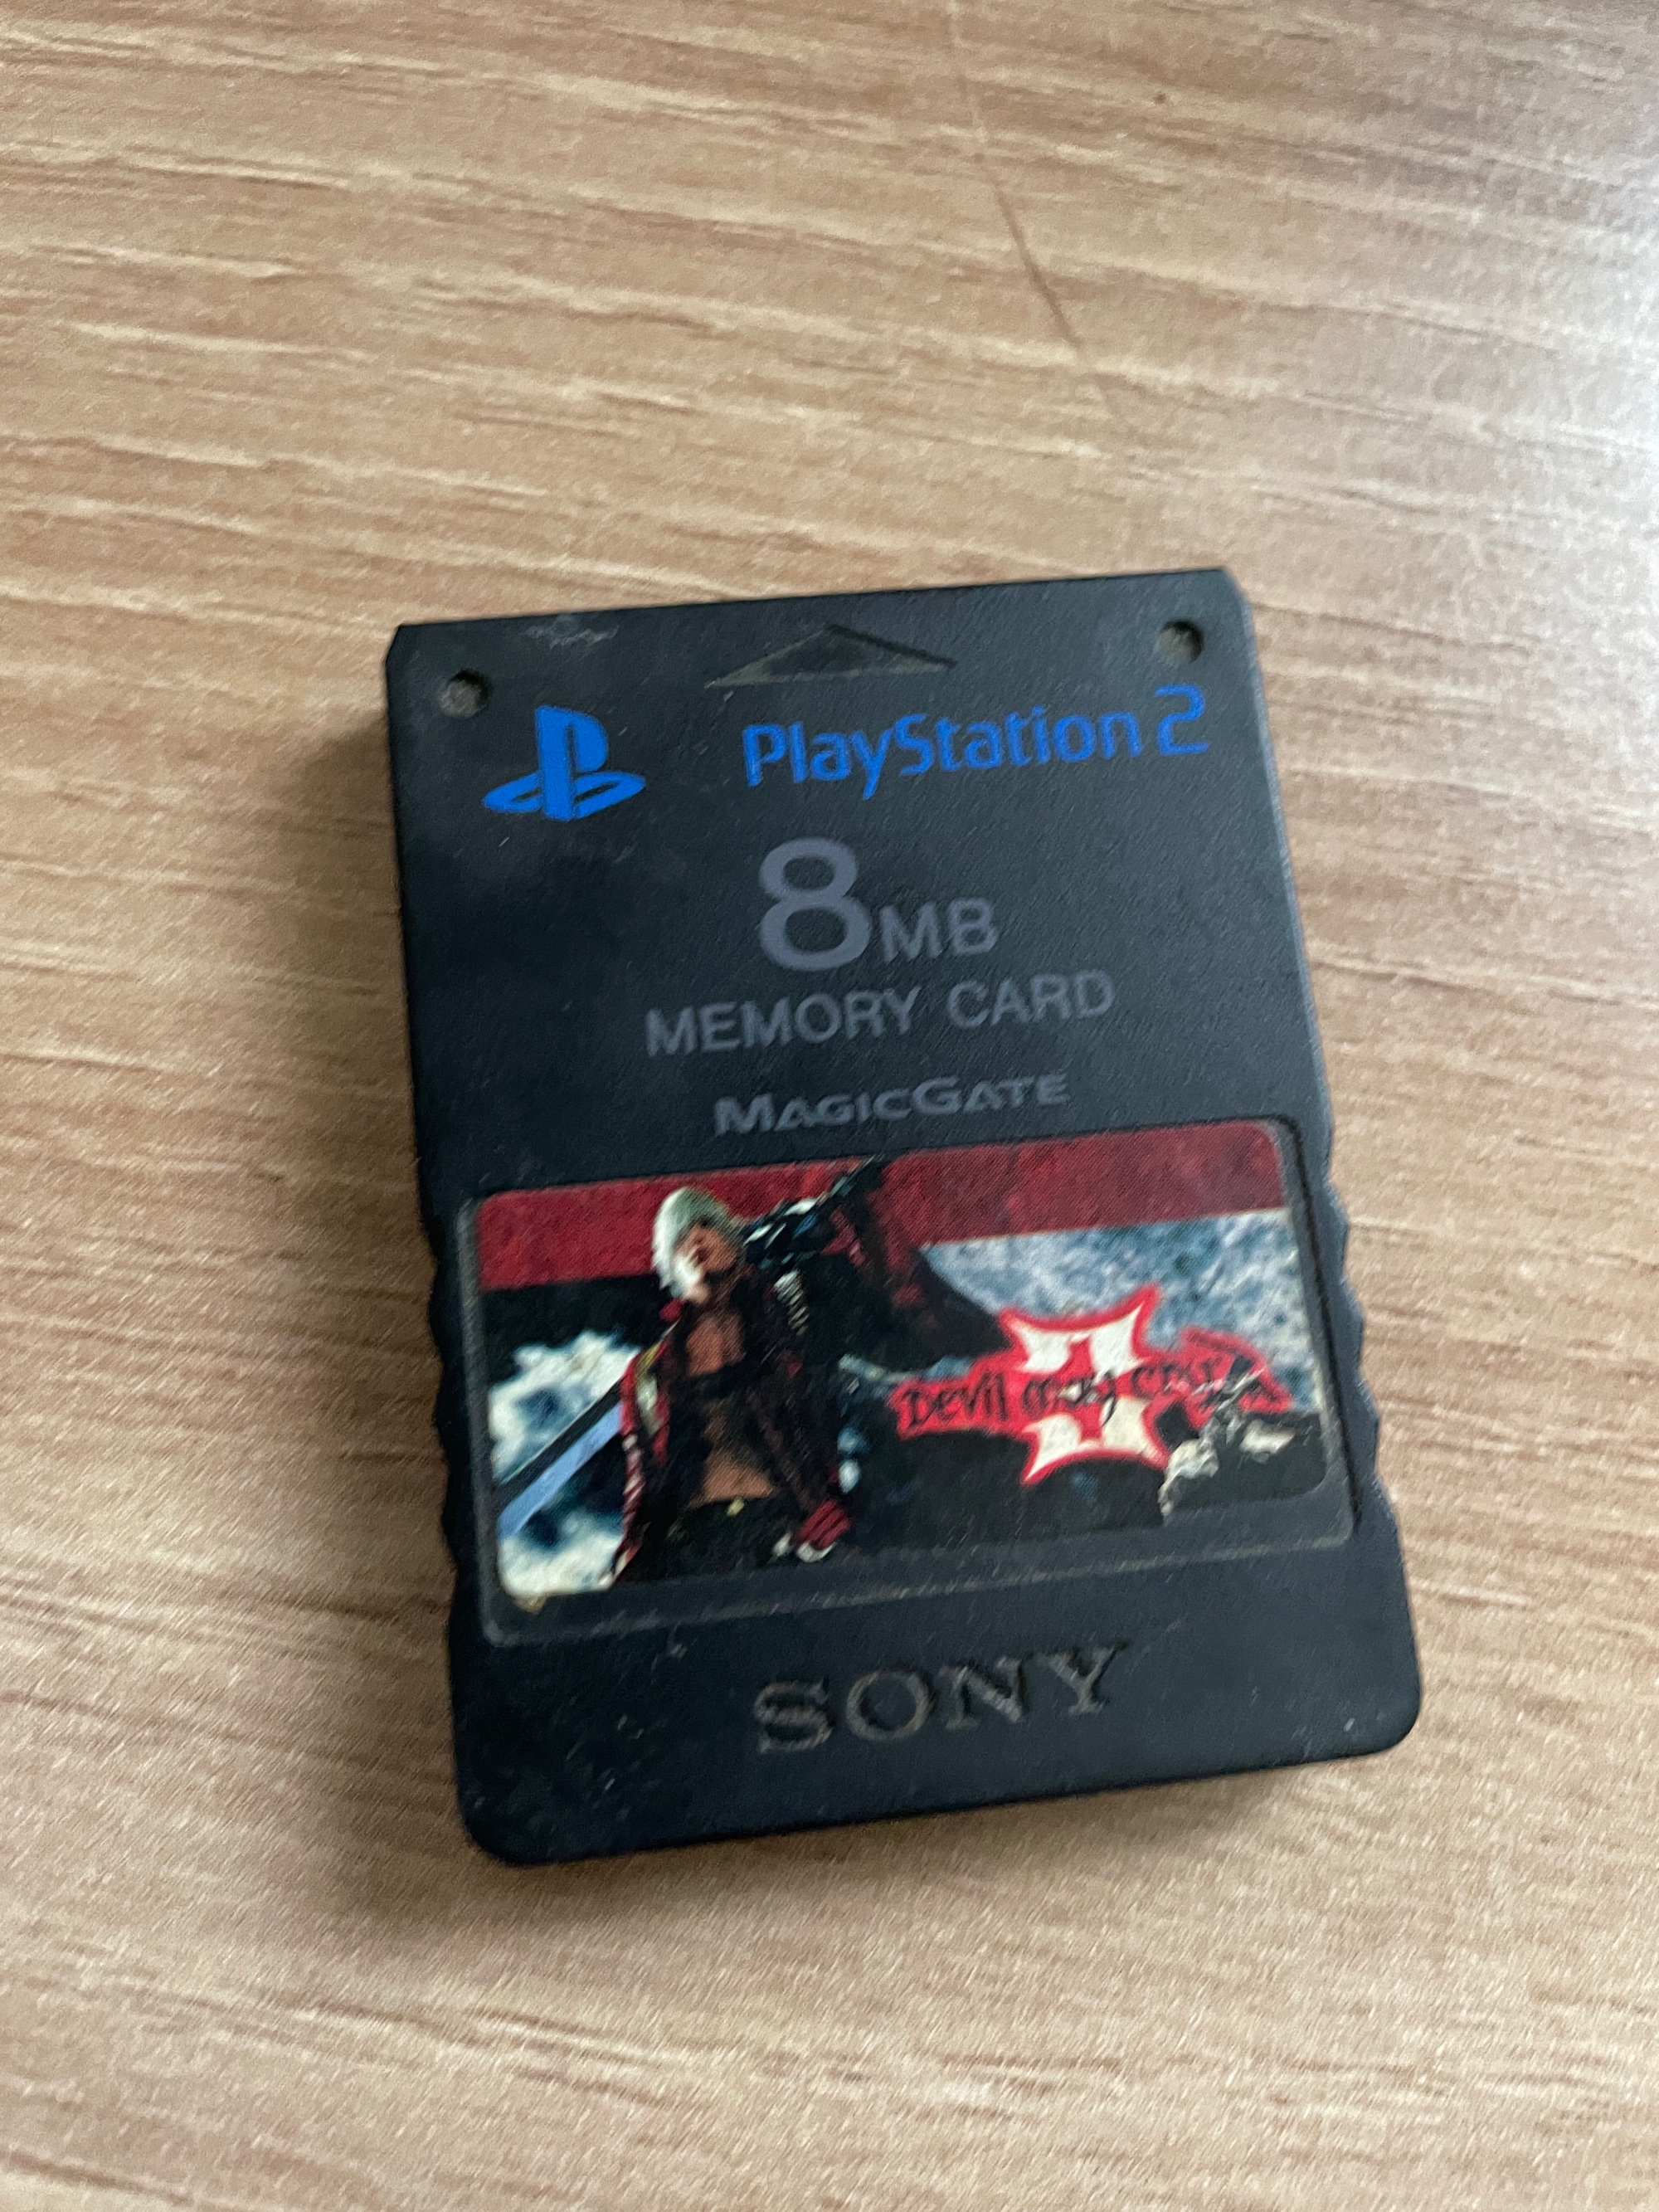 PlayStation 2
8MB
MEMORY CARD
MAGICGATE
3
Devil may cry
SONY